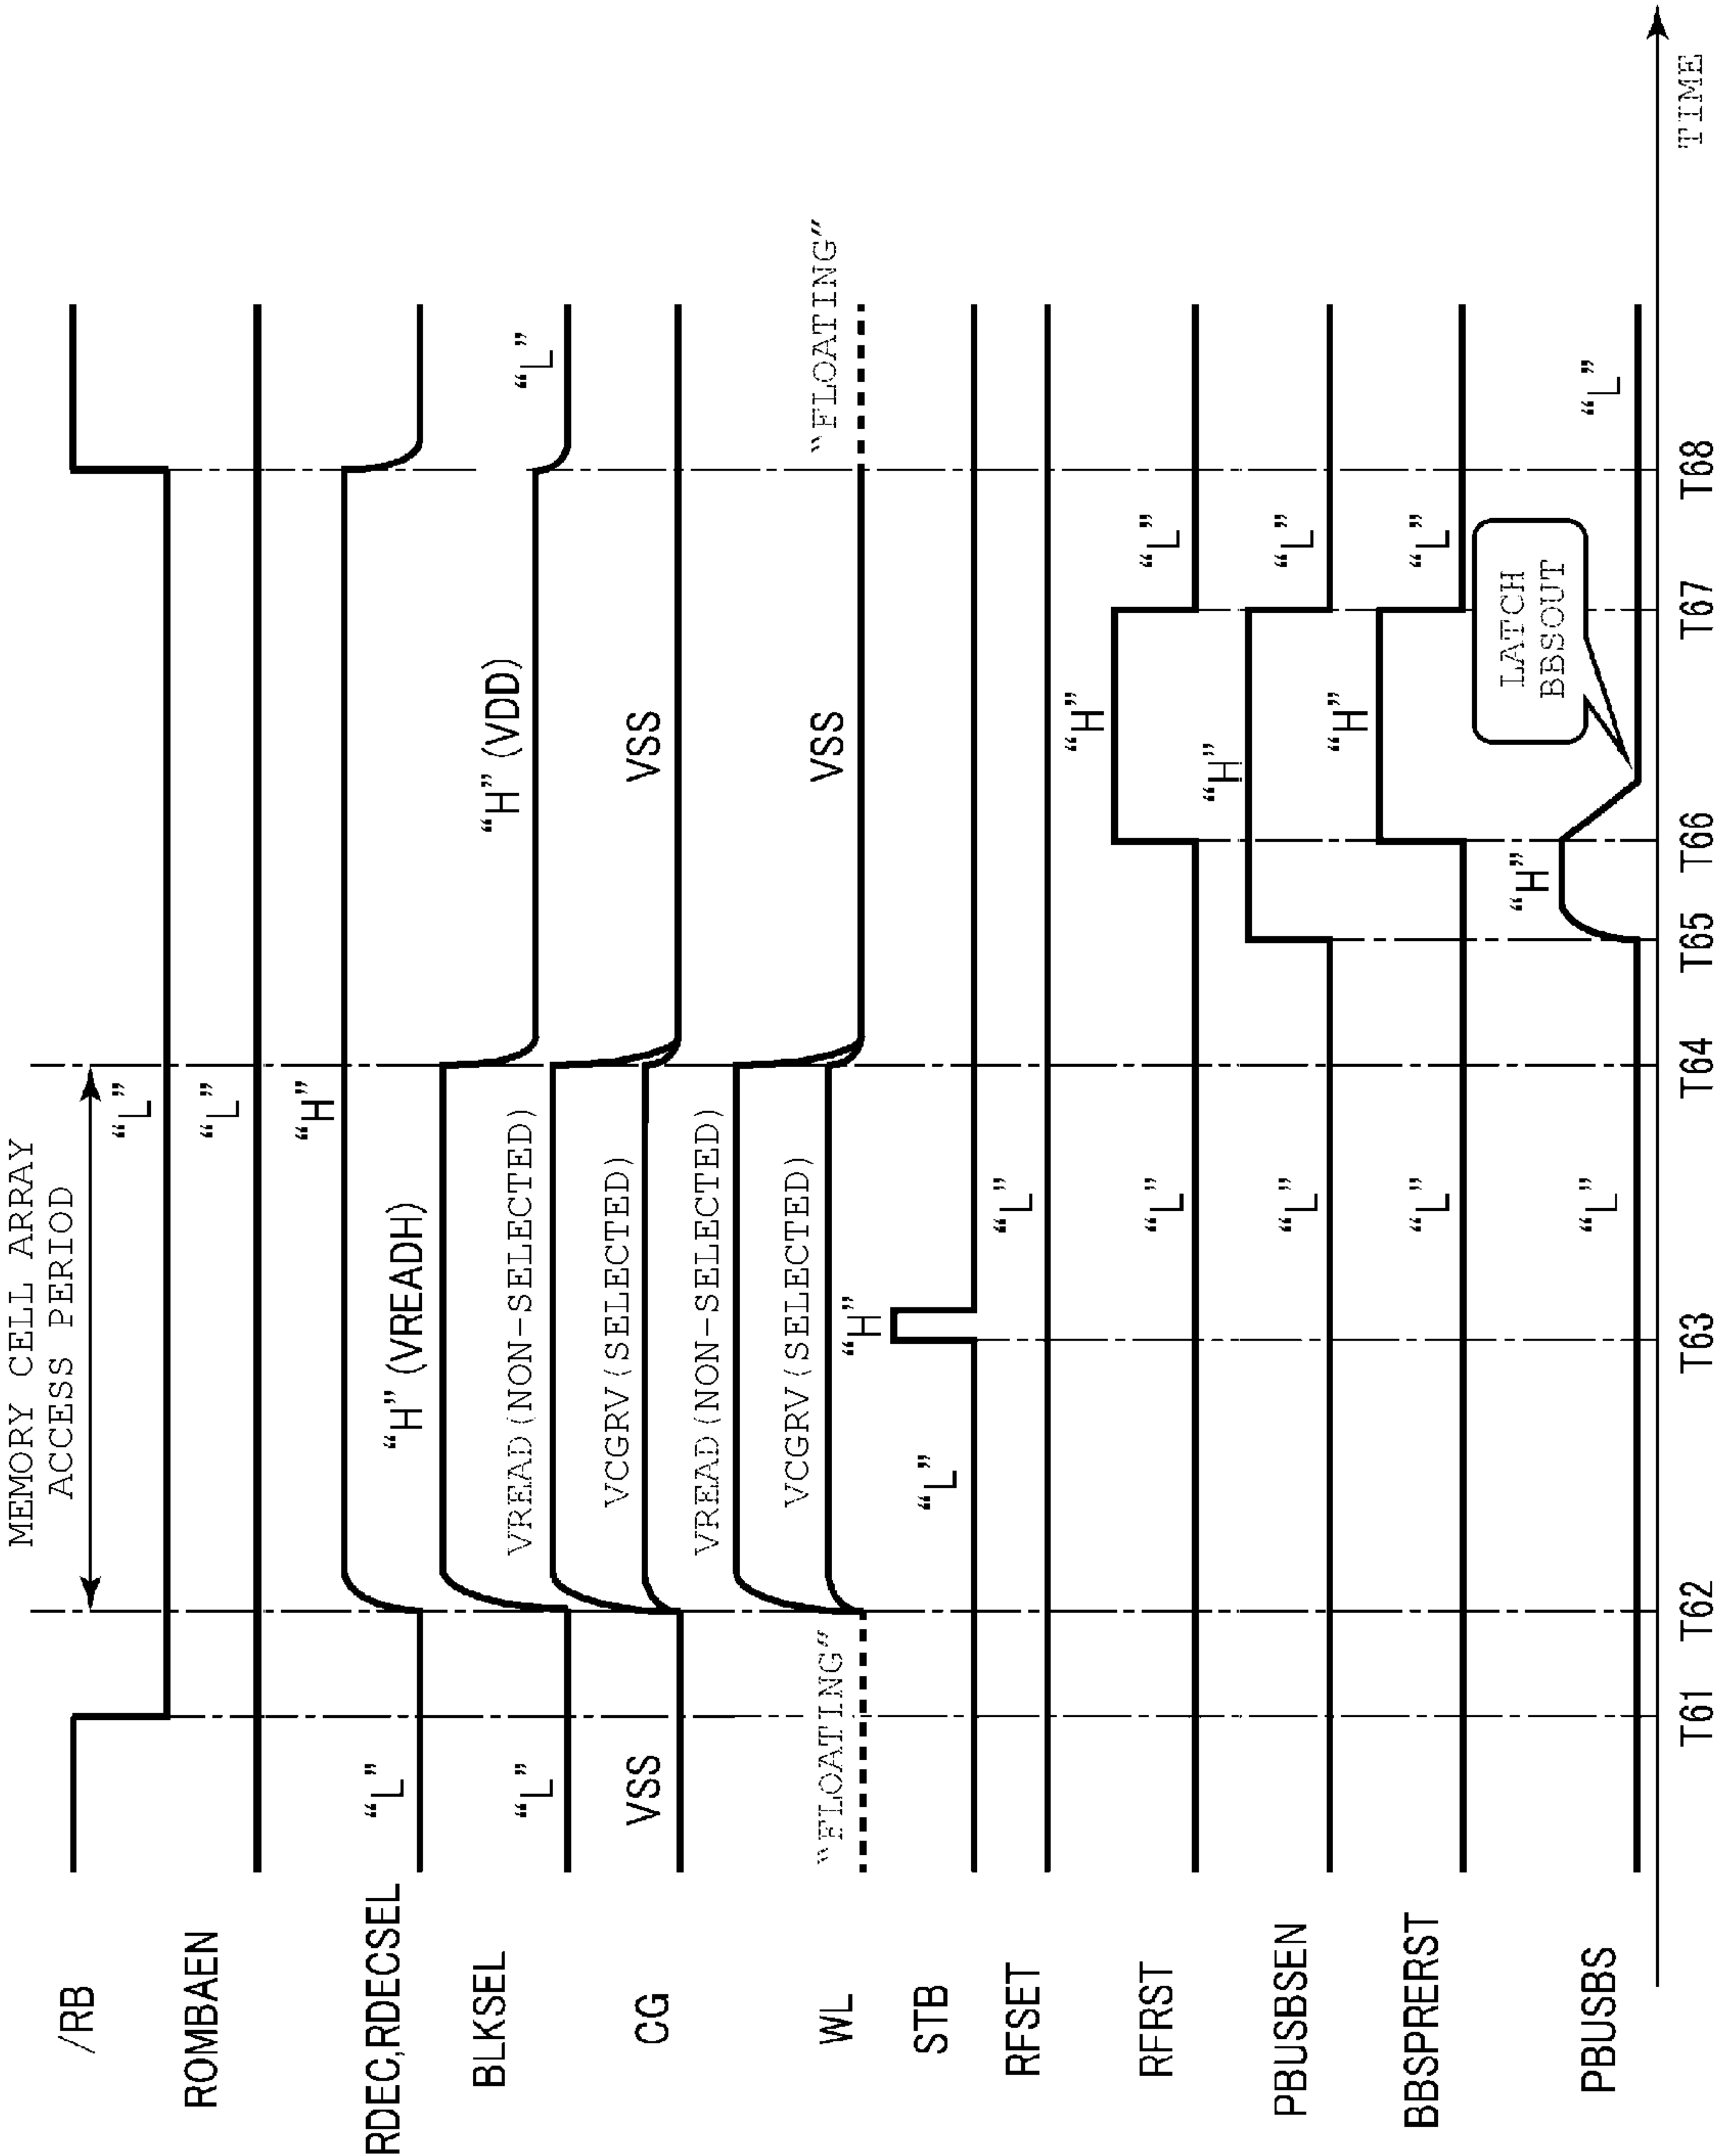 MEMORY CELL ARRAY
ACCESS PERIOD
/RB
"L"
ROMBAEN
"L"
RDEC,RDECSEL
"L"
"H"
BLKSEL
"L"
"H" (VREADH)
"H" (VDD)
"L"
CG
VSS
VREAD(NON-SELECTED)
VCGRV(SELECTED)
VSS
WL
"FLOATING"
VREAD(NON-SELECTED)
VCGRV(SELECTED)
VSS
"FLOATING"
STB
"L"
"H"
RFSET
"L"
RFRST
"L"
"H"
"L"
PBUSBSEN
"L"
"H"
"L"
BBSPRERST
"L"
"H"
"L"
PBUSBS
"L"
"H"
LATCH
BBSOUT
"L"
T61 T62 T63 T64 T65 T66 T67 T68
TIME